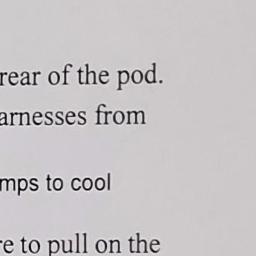 rear of the pod.
arnesses from
mps to cool
re to pull on the